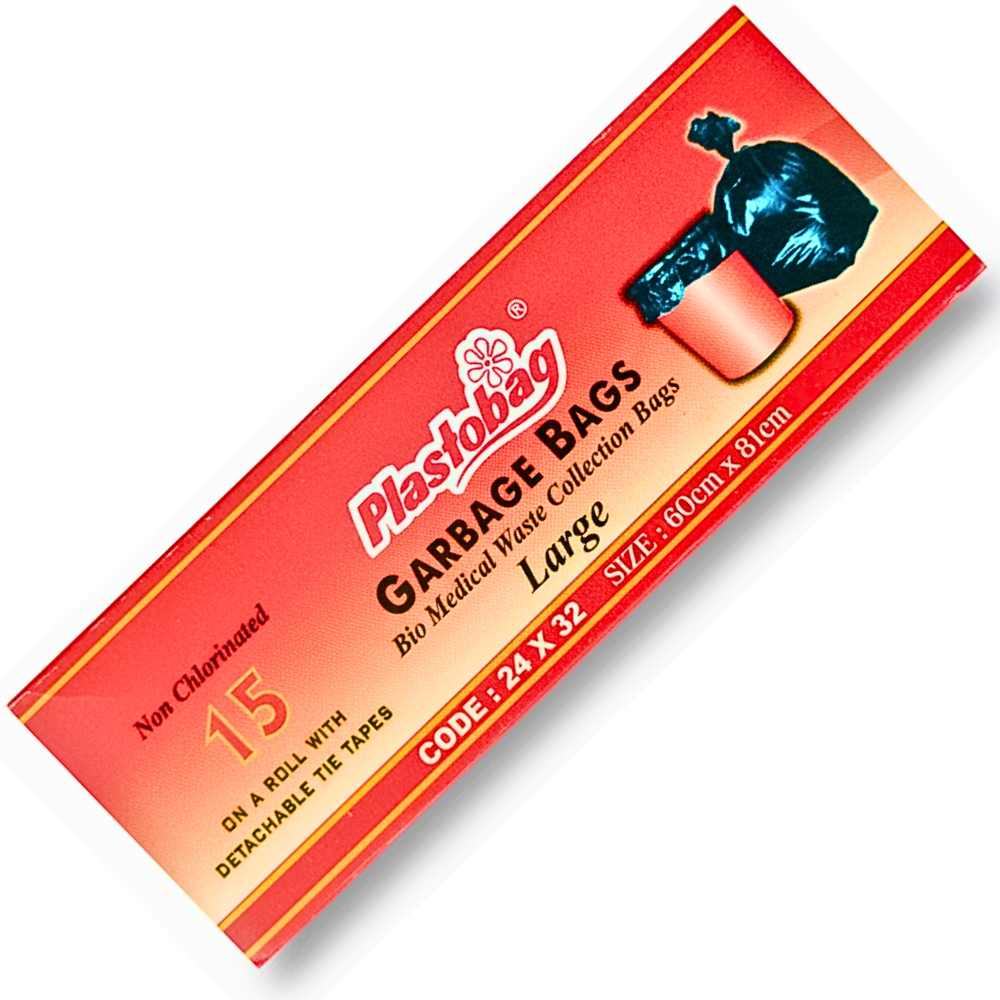 Plastobag®
GARBAGE BAGS
Bio Medical Waste Collection Bags
Large
Non Chlorinated
15
ON A ROLL WITH
DETACHABLE TIE TAPES
CODE : 24 X 32 SIZE : 60cm x 81cm